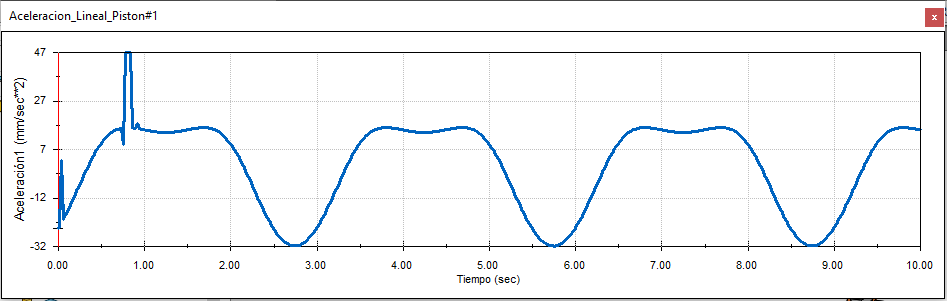 Aceleracion_Lineal_Piston#1
x
Aceleración1 (mm/sec**2)
47
27
7
-12
-32
0.00 1.00 2.00 3.00 4.00 5.00 6.00 7.00 8.00 9.00 10.00
Tiempo (sec)